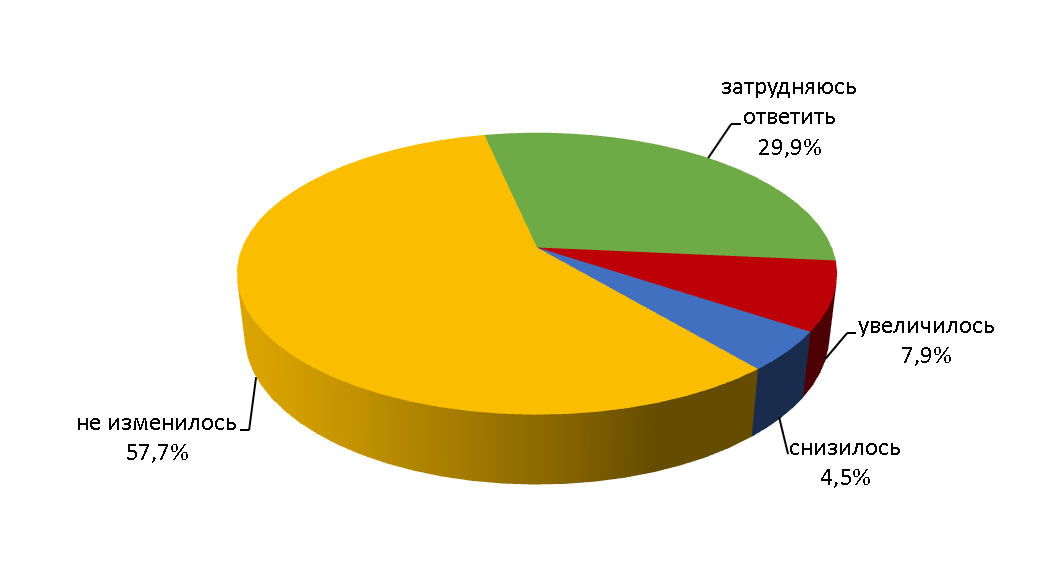 затрудняюсь
ответить
29,9%
увеличилось
7,9%
не изменилось
57,7%
снизилось
4,5%